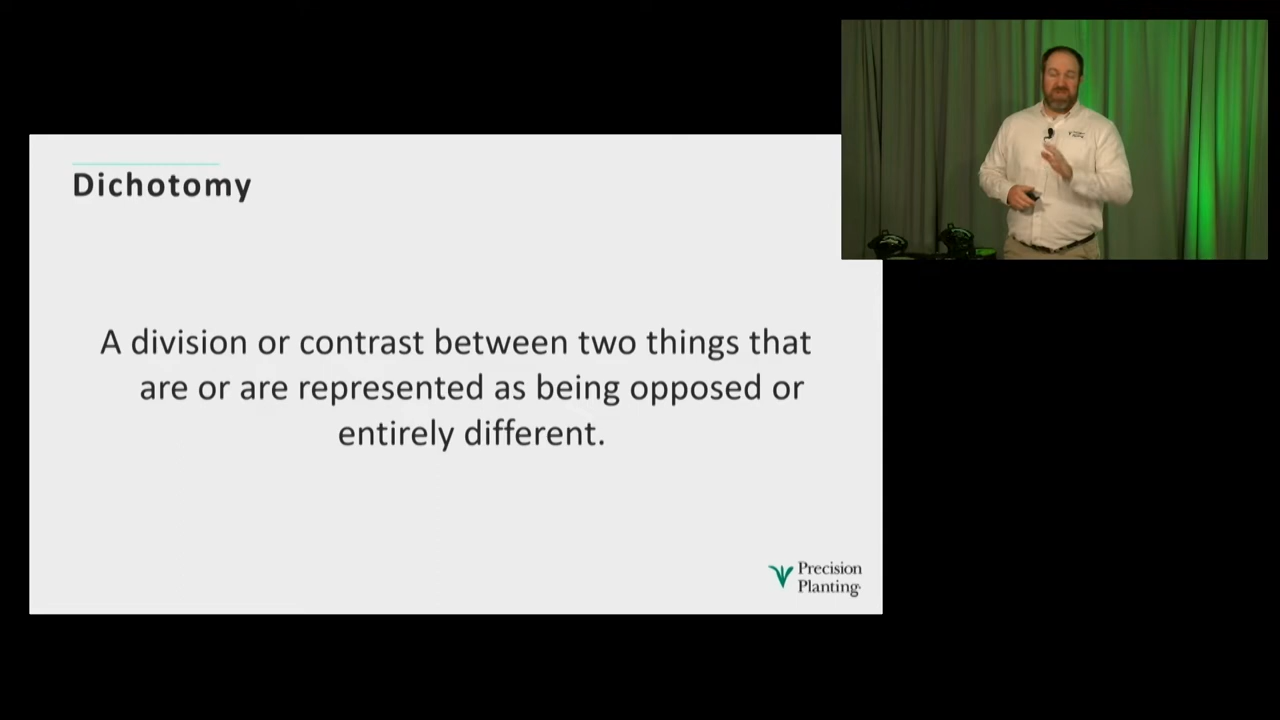 Dichotomy
A division or contrast between two things that
are or are represented as being opposed or
entirely different.
Precision
Planting